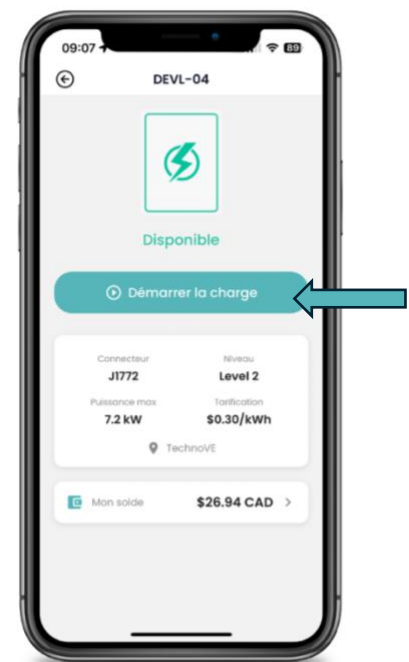 09:07
89
DEVL-04
Disponible
Démarrer la charge
Connecteur
Niveau
J1772
Level 2
Puissance max
Tarification
7.2 kW
$0.30/kWh
TechnoVE
Mon solde
$26.94 CAD